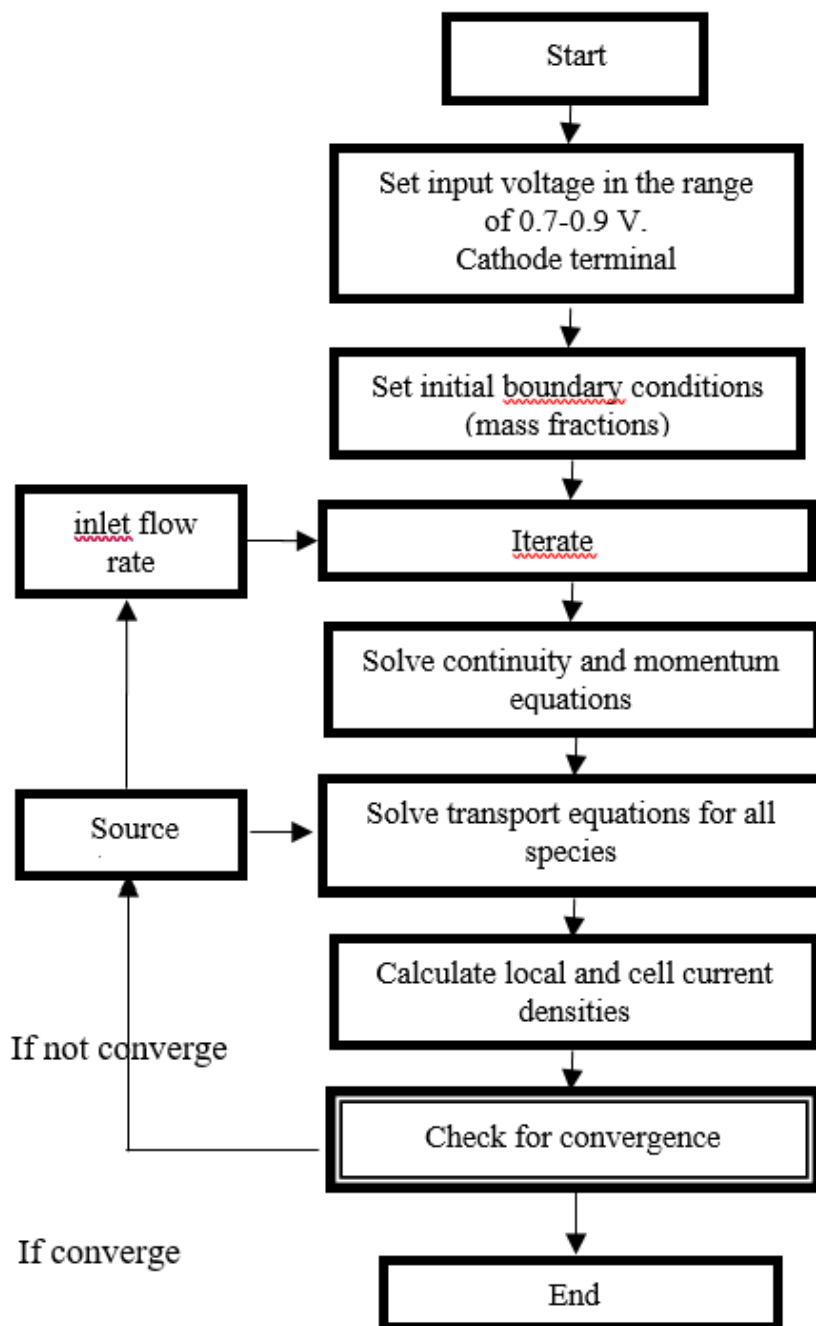 Start
Set input voltage in the range
of 0.7-0.9 V.
Cathode terminal
Set initial boundary conditions
(mass fractions)
inlet flow
rate
Iterate
Solve continuity and momentum
equations
Source
Solve transport equations for all
species
Calculate local and cell current
densities
If not converge
Check for convergence
If converge
End